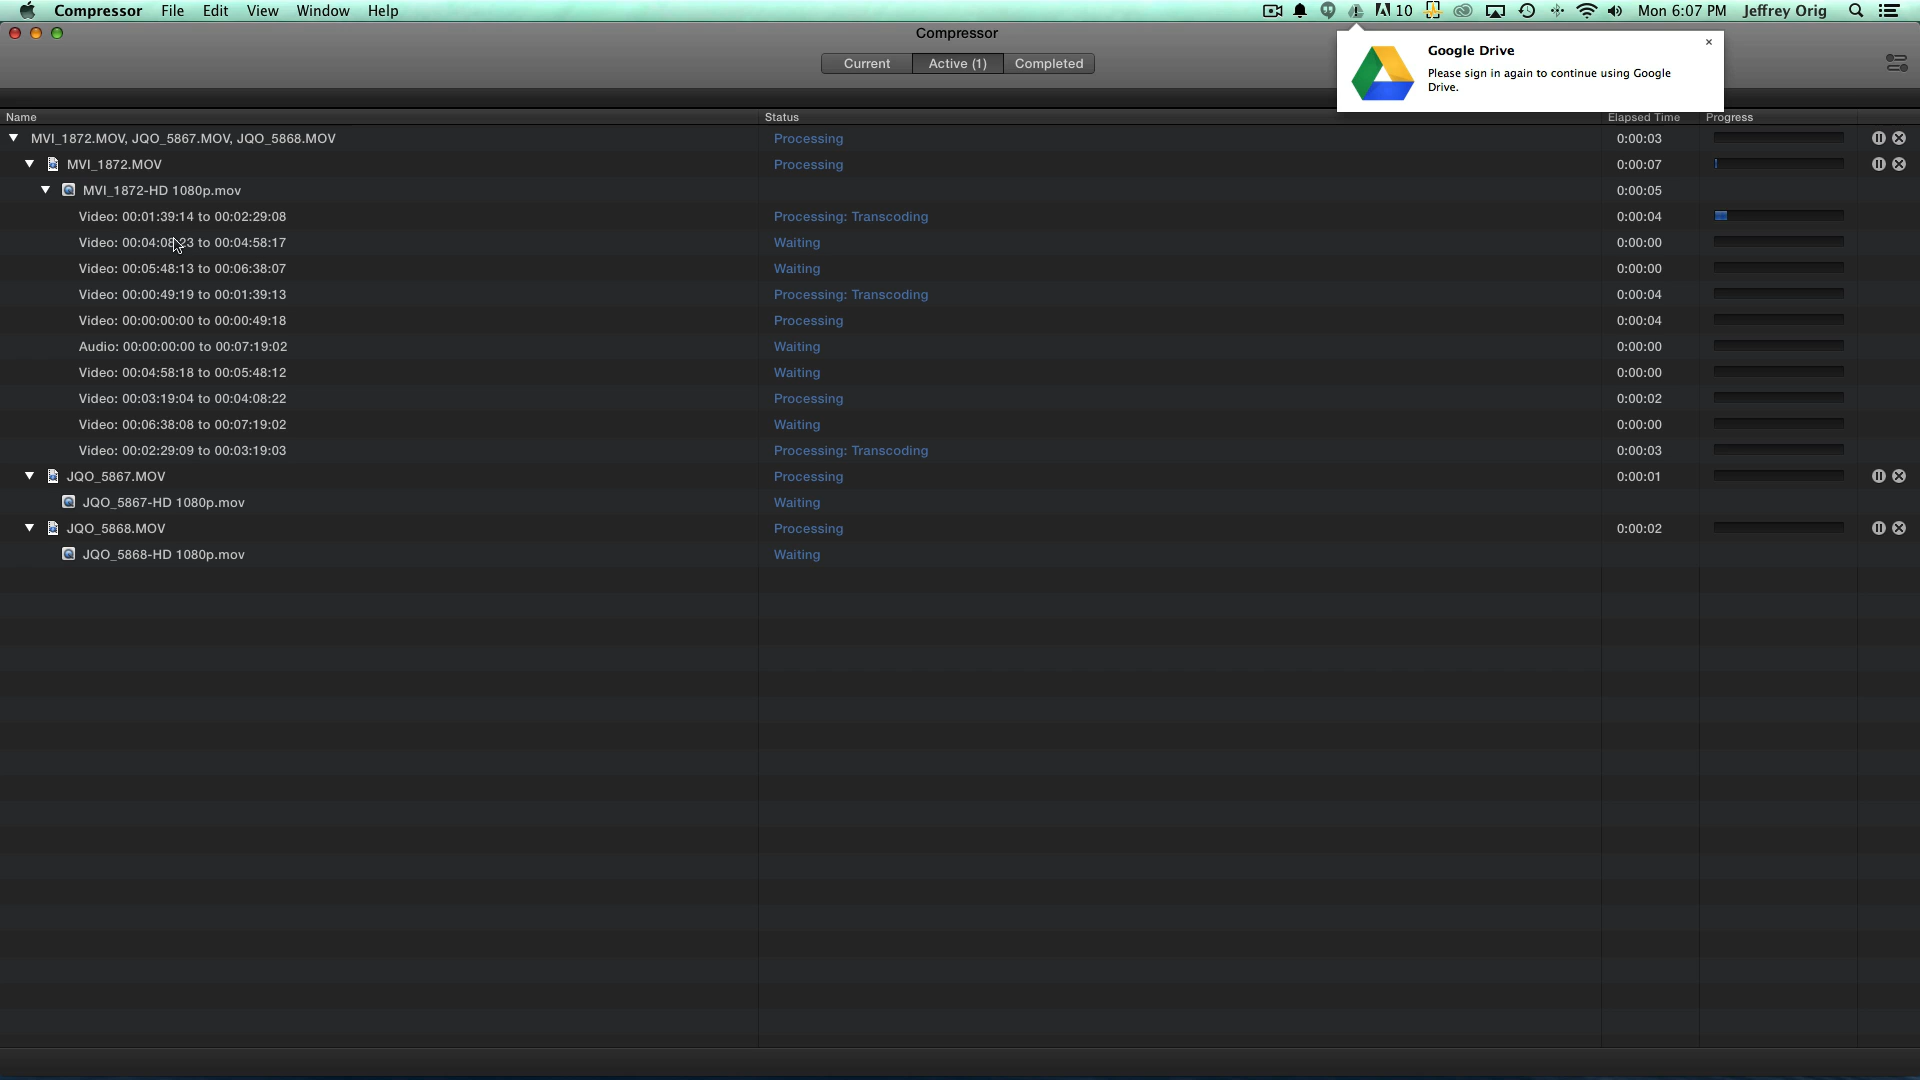 Compressor File Edit View Window Help 10 Mon 6:07 PM Jeffrey Orig
Compressor
Current Active (1) Completed
Google Drive
Please sign in again to continue using Google
Drive.
Name Status Elapsed Time Progress
MVI_1872.MOV, JQO_5867.MOV, JQO_5868.MOV Processing 0:00:03
MVI_1872.MOV Processing 0:00:07
MVI_1872-HD 1080p.mov 0:00:05
Video: 00:01:39:14 to 00:02:29:08 Processing: Transcoding 0:00:04
Video: 00:04:08:23 to 00:04:58:17 Waiting 0:00:00
Video: 00:05:48:13 to 00:06:38:07 Waiting 0:00:00
Video: 00:00:49:19 to 00:01:39:13 Processing: Transcoding 0:00:04
Video: 00:00:00:00 to 00:00:49:18 Processing 0:00:04
Audio: 00:00:00:00 to 00:07:19:02 Waiting 0:00:00
Video: 00:04:58:18 to 00:05:48:12 Waiting 0:00:00
Video: 00:03:19:04 to 00:04:08:22 Processing 0:00:02
Video: 00:06:38:08 to 00:07:19:02 Waiting 0:00:00
Video: 00:02:29:09 to 00:03:19:03 Processing: Transcoding 0:00:03
JQO_5867.MOV Processing 0:00:01
JQO_5867-HD 1080p.mov Waiting
JQO_5868.MOV Processing 0:00:02
JQO_5868-HD 1080p.mov Waiting